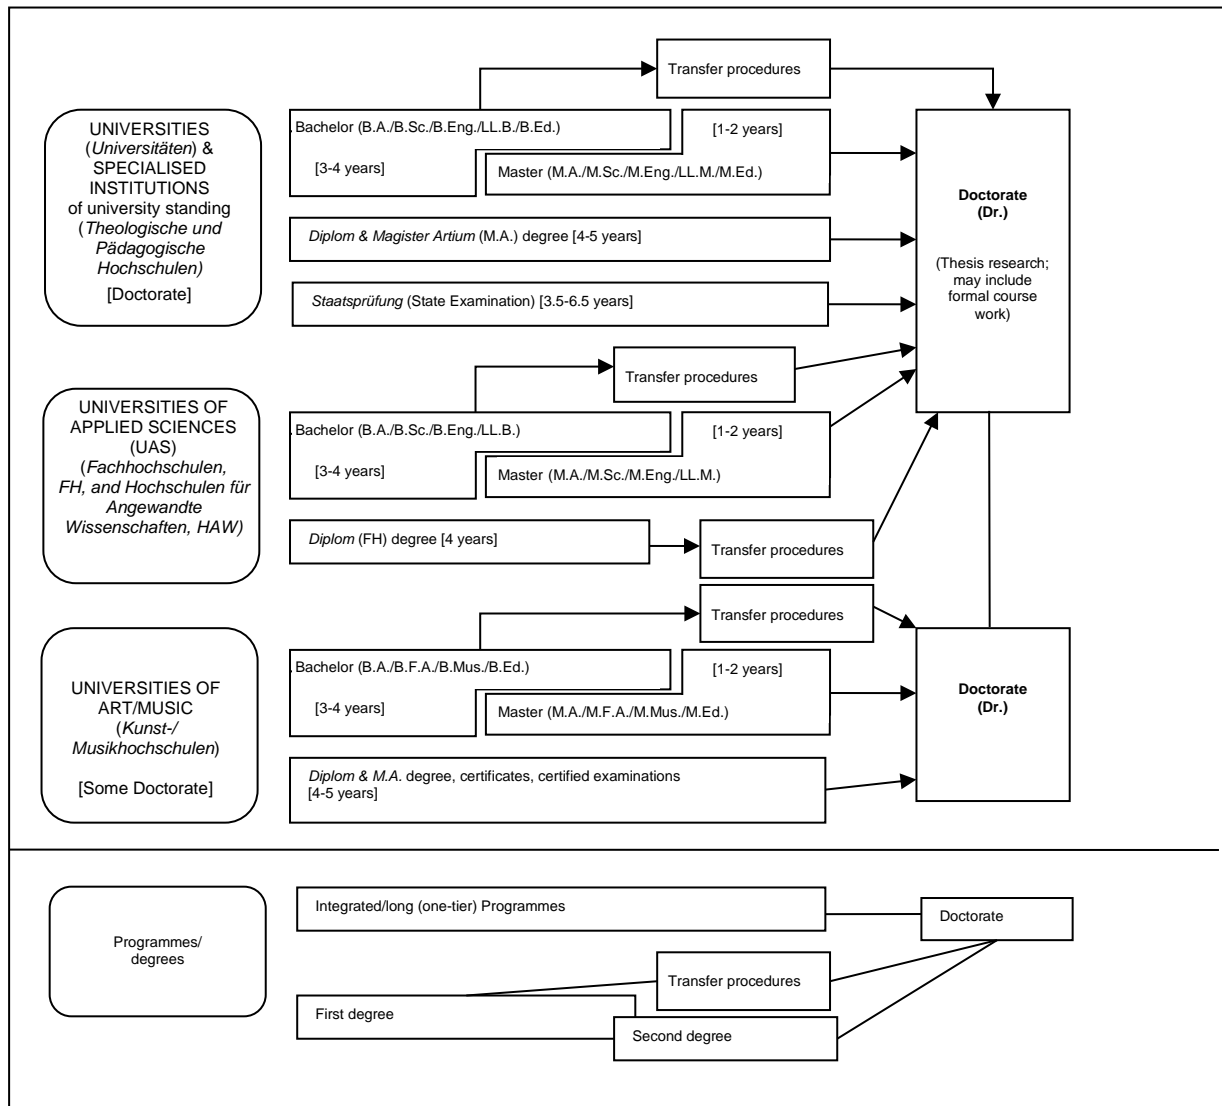 Transfer procedures
UNIVERSITIES
(Universitäten) &
SPECIALISED
INSTITUTIONS
of university standing
(Theologische und
Pädagogische
Hochschulen)
[Doctorate]
. Bachelor (B.A./B.Sc./B.Eng./LL.B./B.Ed.)
[3-4 years]
[1-2 years]
Master (M.A./M.Sc./M.Eng./LL.M./M.Ed.)
Diplom & Magister Artium (M.A.) degree [4-5 years]
Staatsprüfung (State Examination) [3.5-6.5 years]
Doctorate
(Dr.)
(Thesis research;
may include
formal course
work)
UNIVERSITIES OF
APPLIED SCIENCES
(UAS)
(Fachhochschulen,
FH, and Hochschulen für
Angewandte
Wissenschaften, HAW)
Transfer procedures
. Bachelor (B.A./B.Sc./B.Eng./LL.B.)
[3-4 years]
[1-2 years]
Master (M.A./M.Sc./M.Eng./LL.M.)
Diplom (FH) degree [4 years]
Transfer procedures
UNIVERSITIES OF
ART/MUSIC
(Kunst-/
Musikhochschulen)
[Some Doctorate]
Transfer procedures
. Bachelor (B.A./B.F.A./B.Mus./B.Ed.)
[3-4 years]
[1-2 years]
Master (M.A./M.F.A./M.Mus./M.Ed.)
Diplom & M.A. degree, certificates, certified examinations
[4-5 years]
Doctorate
(Dr.)
Programmes/
degrees
Integrated/long (one-tier) Programmes
Doctorate
Transfer procedures
First degree
Second degree